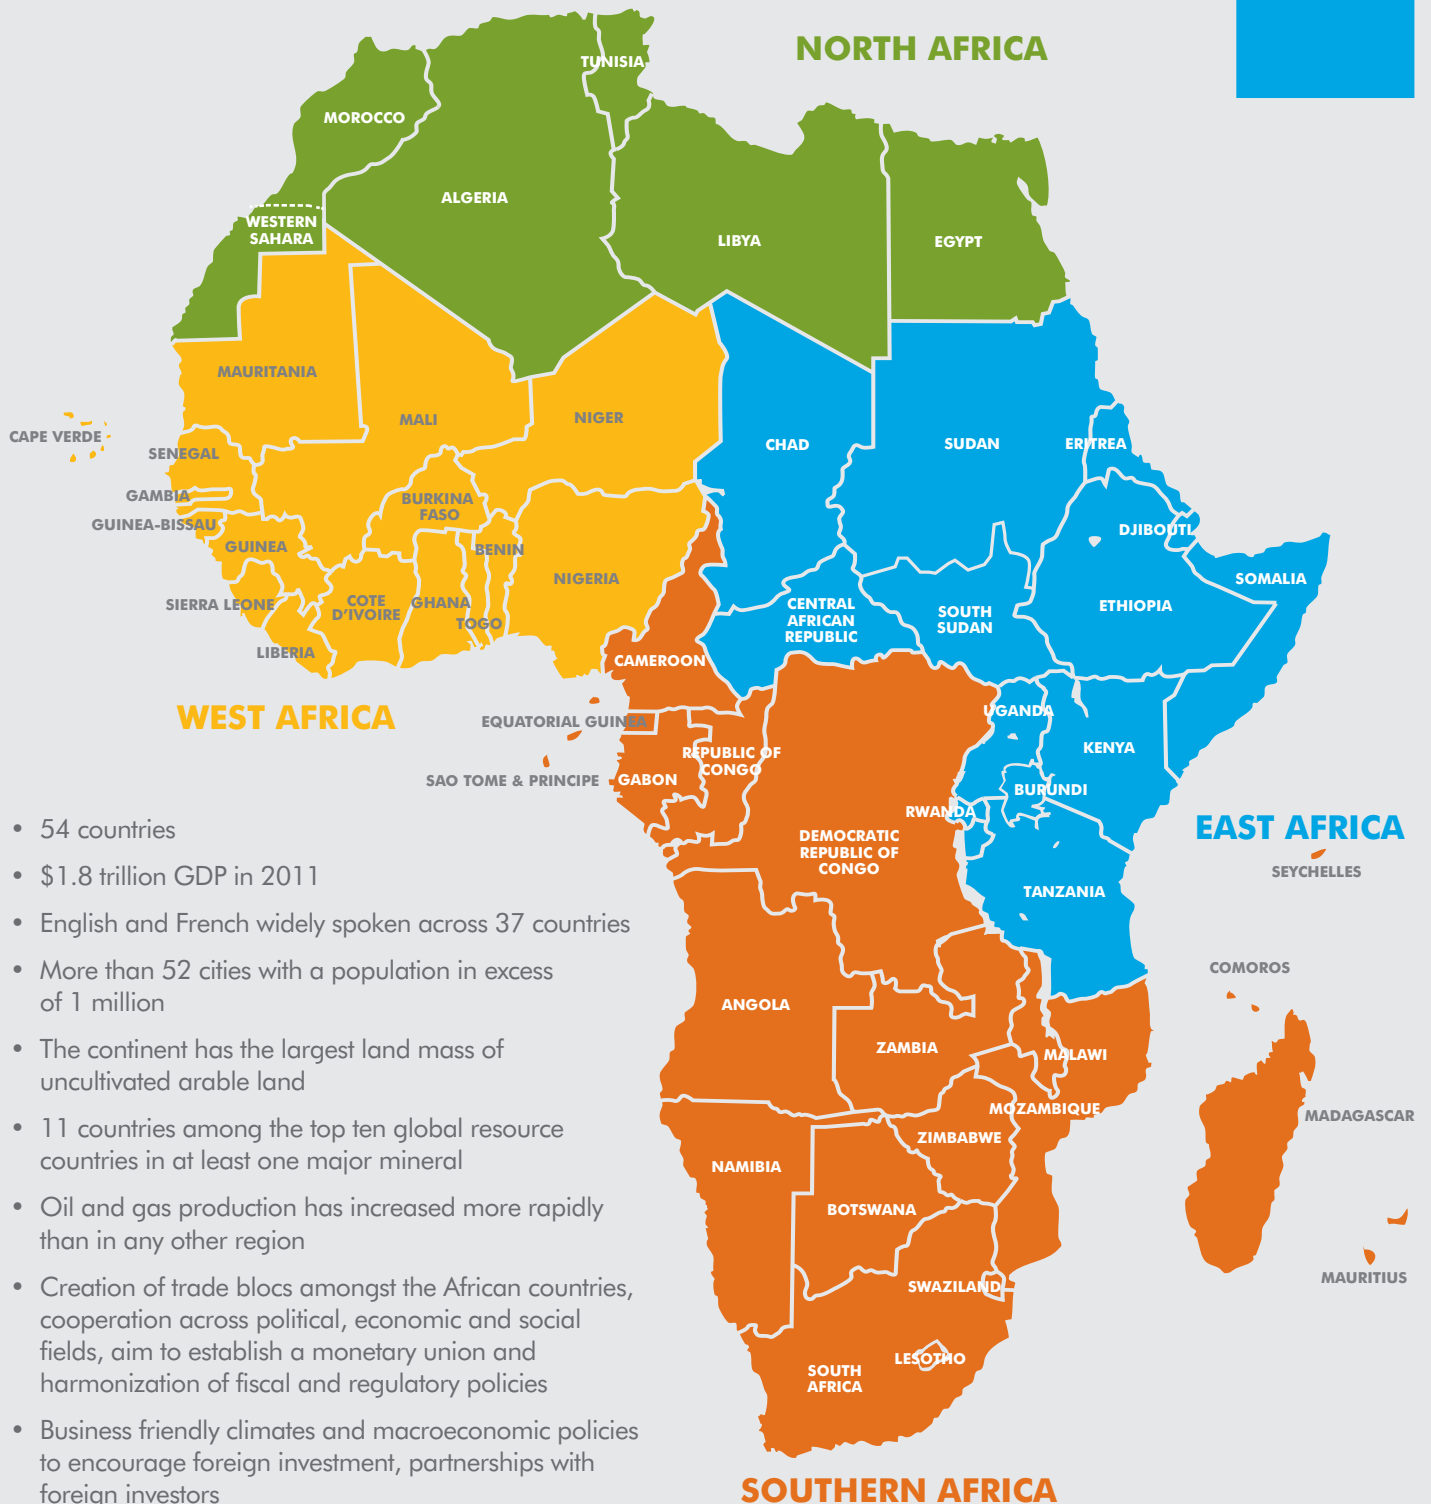 NORTH AFRICA
TUNISIA
MOROCCO
ALGERIA
WESTERN
SAHARA
LIBYA
EGYPT
MAURITANIA
MALI
NIGER
CAPE VERDE
SENEGAL
CHAD
SUDAN
ERITREA
GAMBIA
BURKINA
FASO
GUINEA-BISSAU
DJIBOUTI
GUINEA
BENIN
NIGERIA
SOMALIA
SIERRA LEONE
COTE
D'IVOIRE
GHANA
TOGO
CENTRAL
AFRICAN
REPUBLIC
SOUTH
SUDAN
ETHIOPIA
LIBERIA
CAMEROON
WEST AFRICA
EQUATORIAL GUINEA
UGANDA
KENYA
REPUBLIC OF
CONGO
SAO TOME & PRINCIPE
GABON
BURUNDI
RWANDA
EAST AFRICA
DEMOCRATIC
REPUBLIC OF
CONGO
SEYCHELLES
TANZANIA
COMOROS
ANGOLA
ZAMBIA
MALAWI
MOZAMBIQUE
MADAGASCAR
ZIMBABWE
NAMIBIA
BOTSWANA
MAURITIUS
SWAZILAND
LESOTHO
SOUTH
AFRICA
SOUTHERN AFRICA
• 54 countries
• $1.8 trillion GDP in 2011
• English and French widely spoken across 37 countries
• More than 52 cities with a population in excess
of 1 million
• The continent has the largest land mass of
uncultivated arable land
• 11 countries among the top ten global resource
countries in at least one major mineral
• Oil and gas production has increased more rapidly
than in any other region
• Creation of trade blocs amongst the African countries,
cooperation across political, economic and social
fields, aim to establish a monetary union and
harmonization of fiscal and regulatory policies
• Business friendly climates and macroeconomic policies
to encourage foreign investment, partnerships with
foreign investors